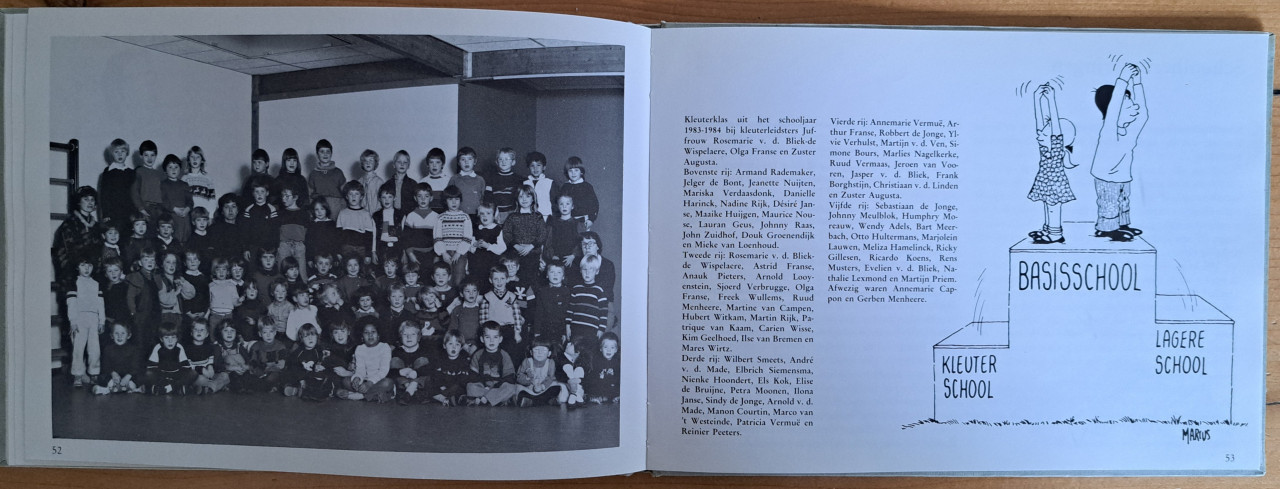 52
Kleuterklas uit het schooljaar
1983-1984 bij kleuterleidsters Juf-
frouw Rosemarie v. d. Bliek-de
Wispelaere, Olga Franse en Zuster
Augusta.
Bovenste rij: Armand Rademaker,
Jelger de Bont, Jeanette Nuijten,
Mariska Verdaasdonk, Danielle
Harinck, Nadine Rijk, Désiré Jan-
se, Maaike Huijgen, Maurice Nou-
se, Lauran Geus, Johnny Raas,
John Zuidhof, Douk Groenendijk
en Mieke van Loenhoud.
Tweede rij: Rosemarie v. d. Bliek-
de Wispelaere, Astrid Franse,
Anauk Pieters, Arnold Looy-
enstein, Sjoerd Verbrugge, Olga
Franse, Freek Wullems, Ruud
Menheere, Martine van Campen,
Hubert Witkam, Martin Rijk, Pa-
trique van Kaam, Carien Wisse,
Kim Geelhoed, Ilse van Bremen en
Mares Wirtz.
Derde rij: Wilbert Smeets, André
v. d. Made, Elbrich Siemensma,
Nienke Hoondert, Els Kok, Elise
de Bruijne, Petra Moonen, Ilona
Janse, Sindy de Jonge, Arnold v. d.
Made, Manon Courtin, Marco van
't Westeinde, Patricia Vermuë en
Reinier Peeters.
Vierde rij: Annemarie Vermuë, Ar-
thur Franse, Robbert de Jonge, Yl-
vie Verhulst, Martijn v. d. Ven, Si-
mone Bours, Marlies Nagelkerke,
Ruud Vermaas, Jeroen van Voo-
ren, Jasper v. d. Bliek, Frank
Borghstijn, Christiaan v. d. Linden
en Zuster Augusta.
Vijfde rij: Sebastiaan de Jonge,
Johnny Meulblok, Humphry Mo-
reauw, Wendy Adels, Bart Meer-
bach, Otto Hultermans, Marjolein
Lauwen, Meliza Hamelinck, Ricky
Gillesen, Ricardo Koens, Rens
Musters, Evelien v. d. Bliek, Na-
thalie Lexmond en Martijn Priem.
Afwezig waren Annemarie Cap-
pon en Gerben Menheere.
BASISSCHOOL
KLEUTER
SCHOOL
LAGERE
SCHOOL
MARIUS
53